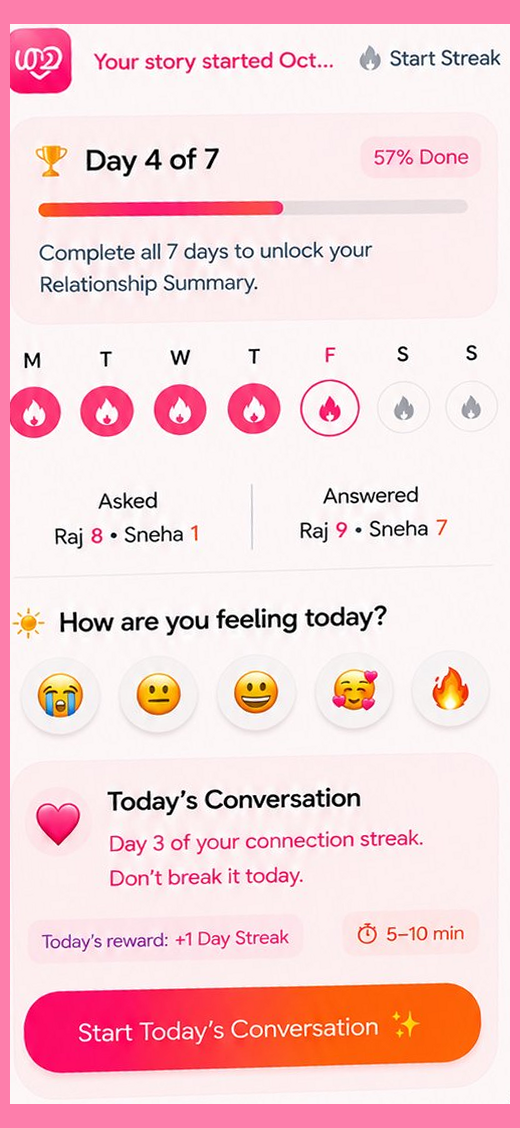 Your story started Oct...
Start Streak
Day 4 of 7
57% Done
Complete all 7 days to unlock your
Relationship Summary.
M T W T F S S
Asked
Raj 8 • Sneha 1
Answered
Raj 9 • Sneha 7
How are you feeling today?
Today's Conversation
Day 3 of your connection streak.
Don't break it today.
Today's reward: +1 Day Streak
5–10 min
Start Today's Conversation